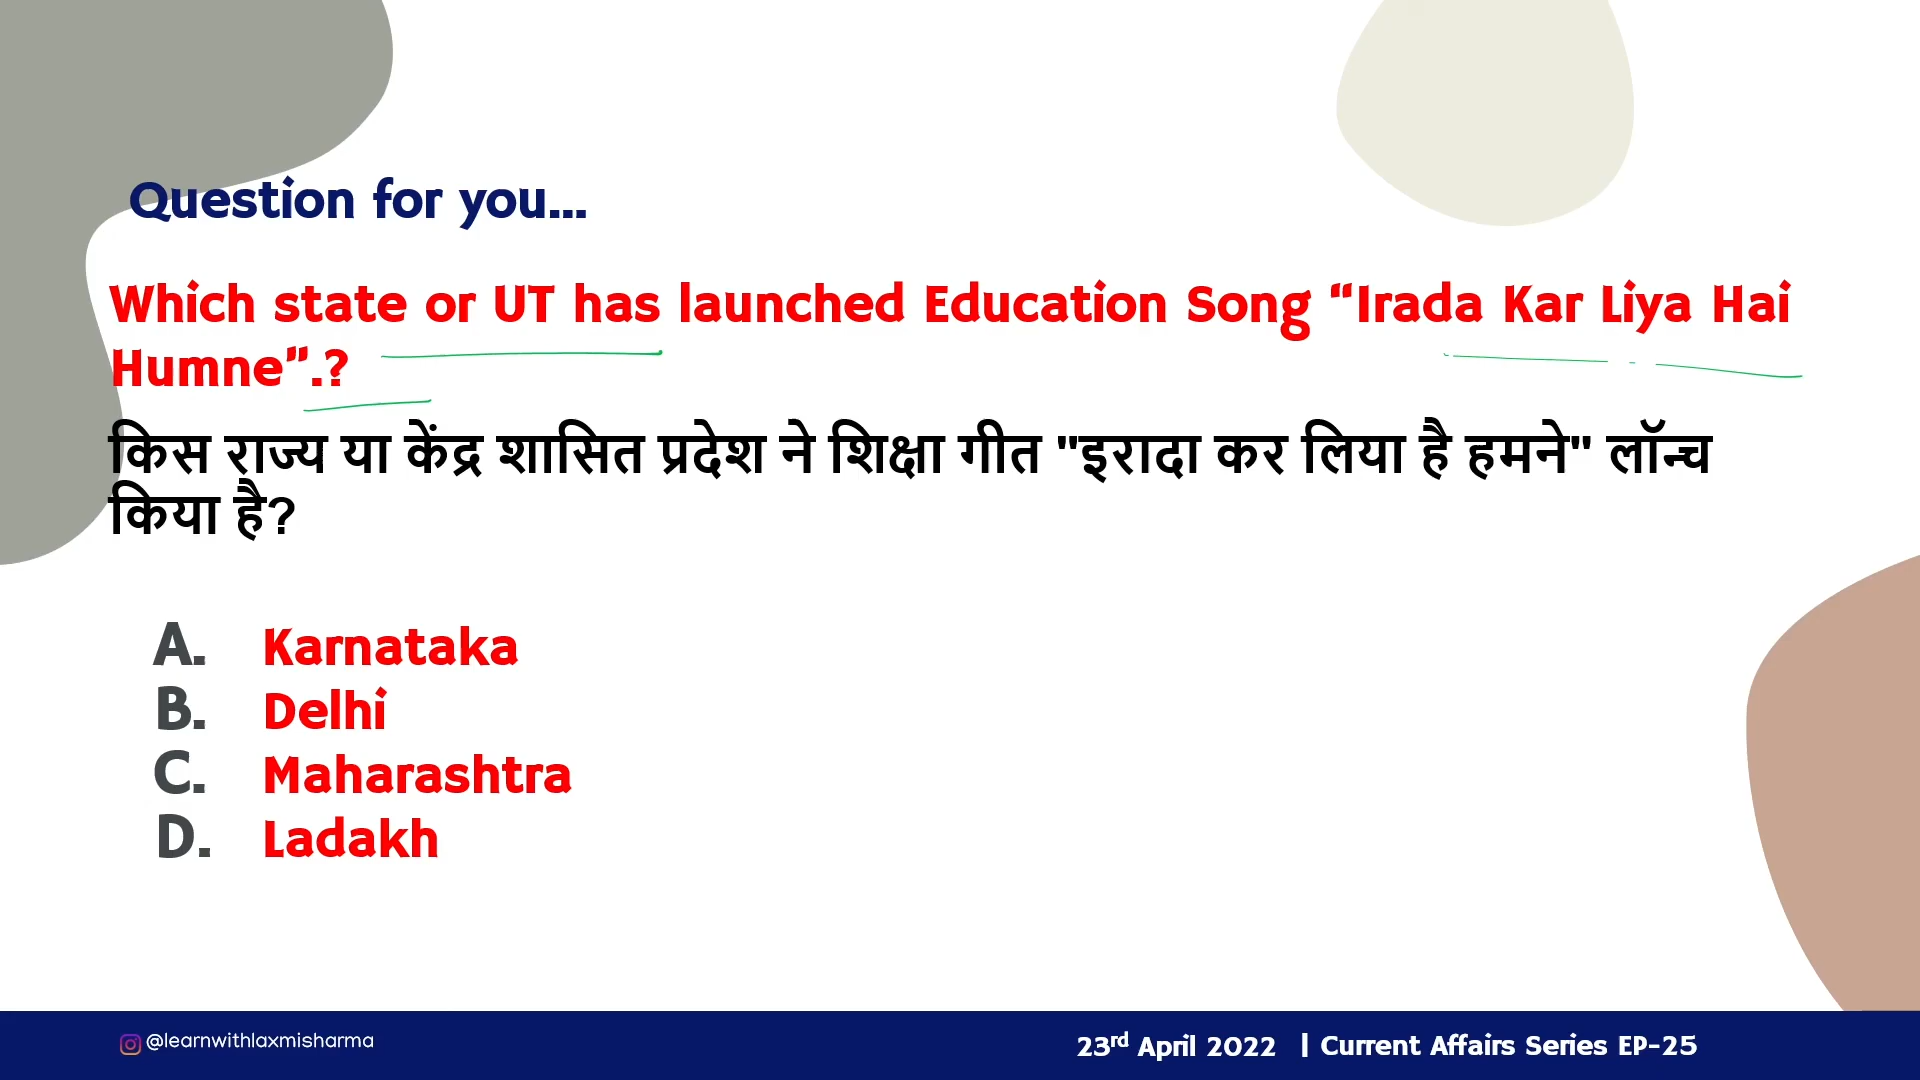 Question for you...
Which state or UT has launched Education Song “Irada Kar Liya Hai
Humne”.?
किस राज्य या केंद्र शासित प्रदेश ने शिक्षा गीत "इरादा कर लिया है हमने" लॉन्च
किया है?
A. Karnataka
B. Delhi
C. Maharashtra
D. Ladakh
@learnwithlaxmisharma
23rd April 2022 | Current Affairs Series EP-25